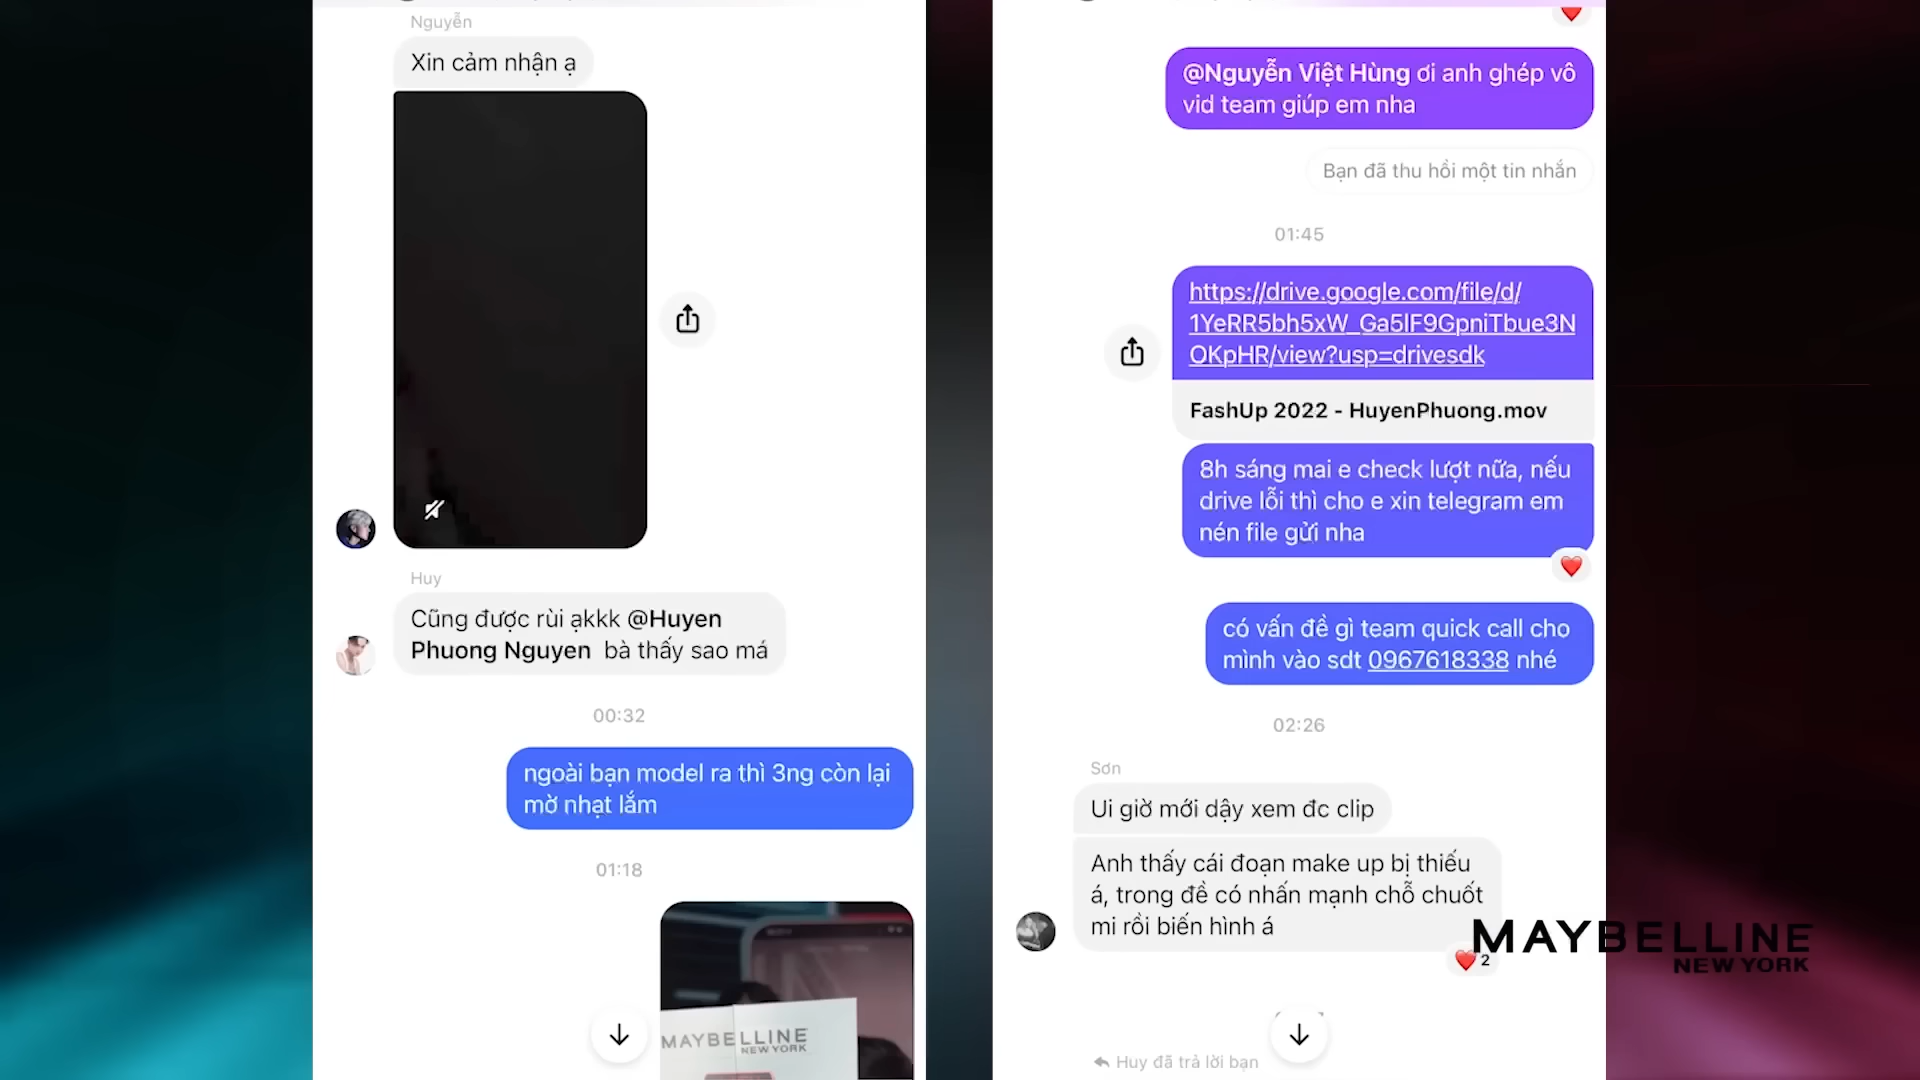 Nguyễn
Xin cảm nhận ạ
Huy
Cũng được rùi ạkkk @Huyen
Phuong Nguyen bà thấy sao má
00:32
ngoài bạn model ra thì 3ng còn lại
mờ nhạt lắm
01:18
MAYBELLINE
NEW YORK
@Nguyễn Việt Hùng ơi anh ghép vô
vid team giúp em nha
Bạn đã thu hồi một tin nhắn
01:45
https://drive.google.com/file/d/
1YeRR5bh5xW_Ga5lF9GpniTbue3N
OKpHR/view?usp=drivesdk
FashUp 2022 - HuyenPhuong.mov
8h sáng mai e check lượt nữa, nếu
drive lỗi thì cho e xin telegram em
nén file gửi nha
có vấn đề gì team quick call cho
mình vào sdt 0967618338 nhé
02:26
Sơn
Ui giờ mới dậy xem đc clip
Anh thấy cái đoạn make up bị thiếu
á, trong đề có nhấn mạnh chỗ chuốt
mi rồi biến hình á
2
Huy đã trả lời bạn
MAYBELLINE
NEW YORK